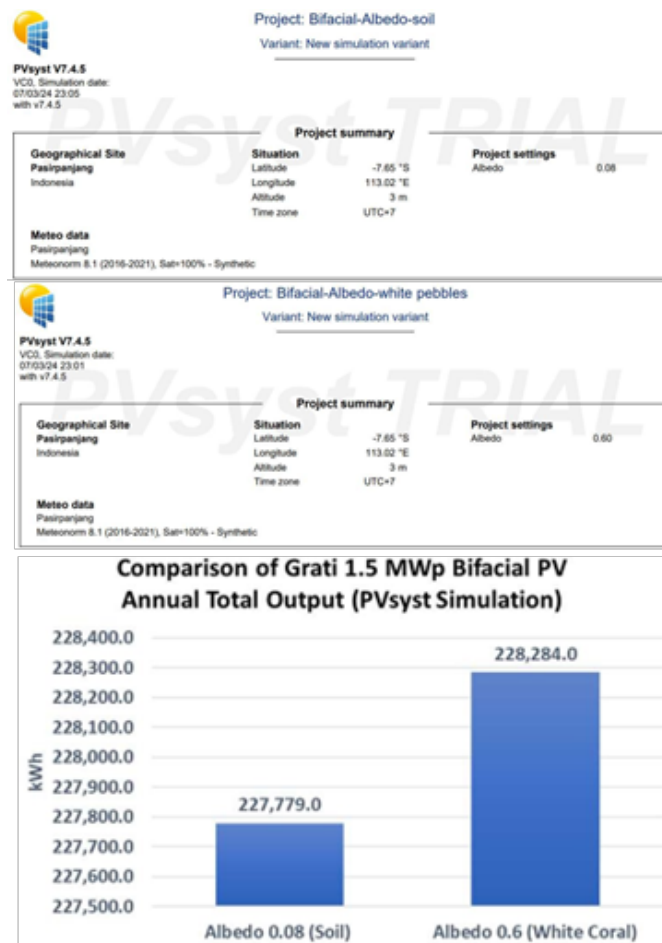 Project: Bifacial-Albedo-soil
Variant: New simulation variant
PVsyst V7.4.5
VC0, Simulation date:
07/03/24 23:05
with v7.4.5
PVsyst TRIAL
Project summary
Geographical Site
Pasirpanjang
Indonesia
Situation
Latitude -7.65 °S
Longitude 113.02 °E
Altitude 3 m
Time zone UTC+7
Project settings
Albedo 0.08
Meteo data
Pasirpanjang
Meteonorm 8.1 (2016-2021), Sat=100% - Synthetic
Project: Bifacial-Albedo-white pebbles
Variant: New simulation variant
PVsyst V7.4.5
VC0, Simulation date:
07/03/24 23:01
with v7.4.5
PVsyst TRIAL
Project summary
Geographical Site
Pasirpanjang
Indonesia
Situation
Latitude -7.65 °S
Longitude 113.02 °E
Altitude 3 m
Time zone UTC+7
Project settings
Albedo 0.60
Meteo data
Pasirpanjang
Meteonorm 8.1 (2016-2021), Sat=100% - Synthetic
Comparison of Grati 1.5 MWp Bifacial PV
Annual Total Output (PVsyst Simulation)
kWh
228,400.0
228,300.0
228,200.0
228,100.0
228,000.0
227,900.0
227,800.0
227,700.0
227,600.0
227,500.0
227,779.0
228,284.0
Albedo 0.08 (Soil)
Albedo 0.6 (White Coral)